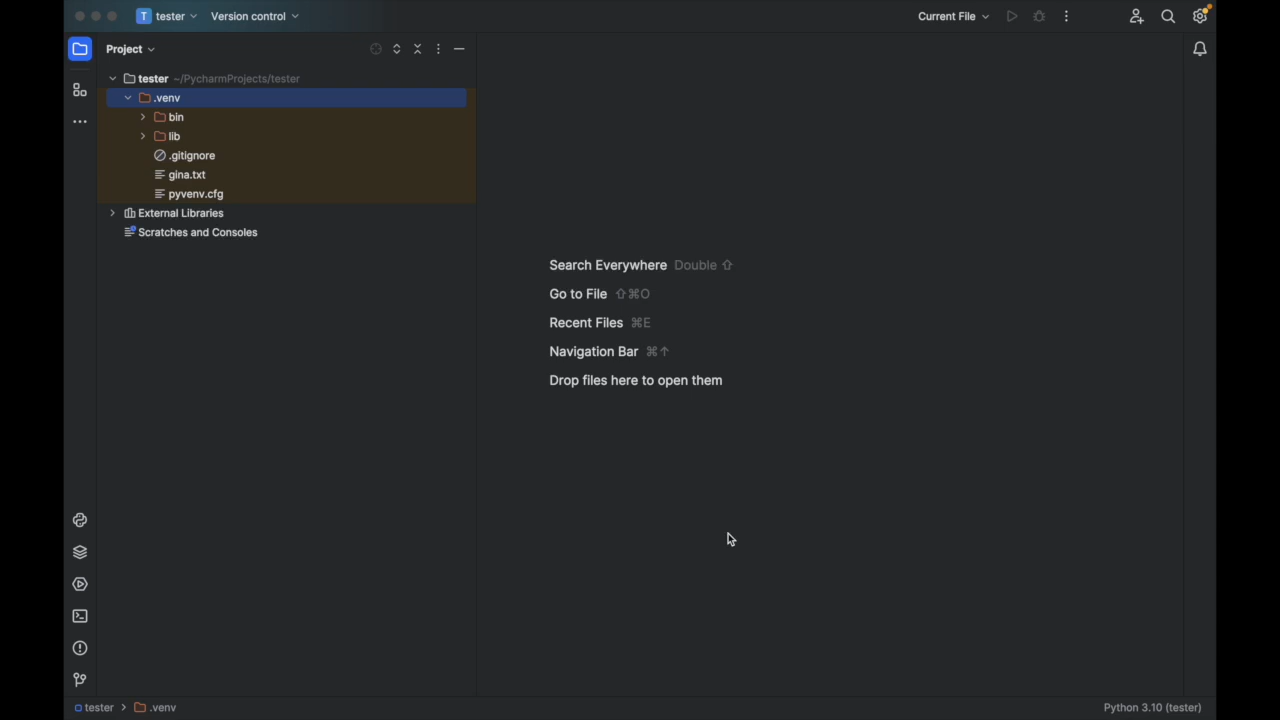 T tester Version control Current File
Project
tester ~/PycharmProjects/tester
.venv
bin
lib
.gitignore
gina.txt
pyvenv.cfg
External Libraries
Scratches and Consoles
Search Everywhere Double ⇧
Go to File ⇧⌘O
Recent Files ⌘E
Navigation Bar ⌘↑
Drop files here to open them
tester > .venv Python 3.10 (tester)